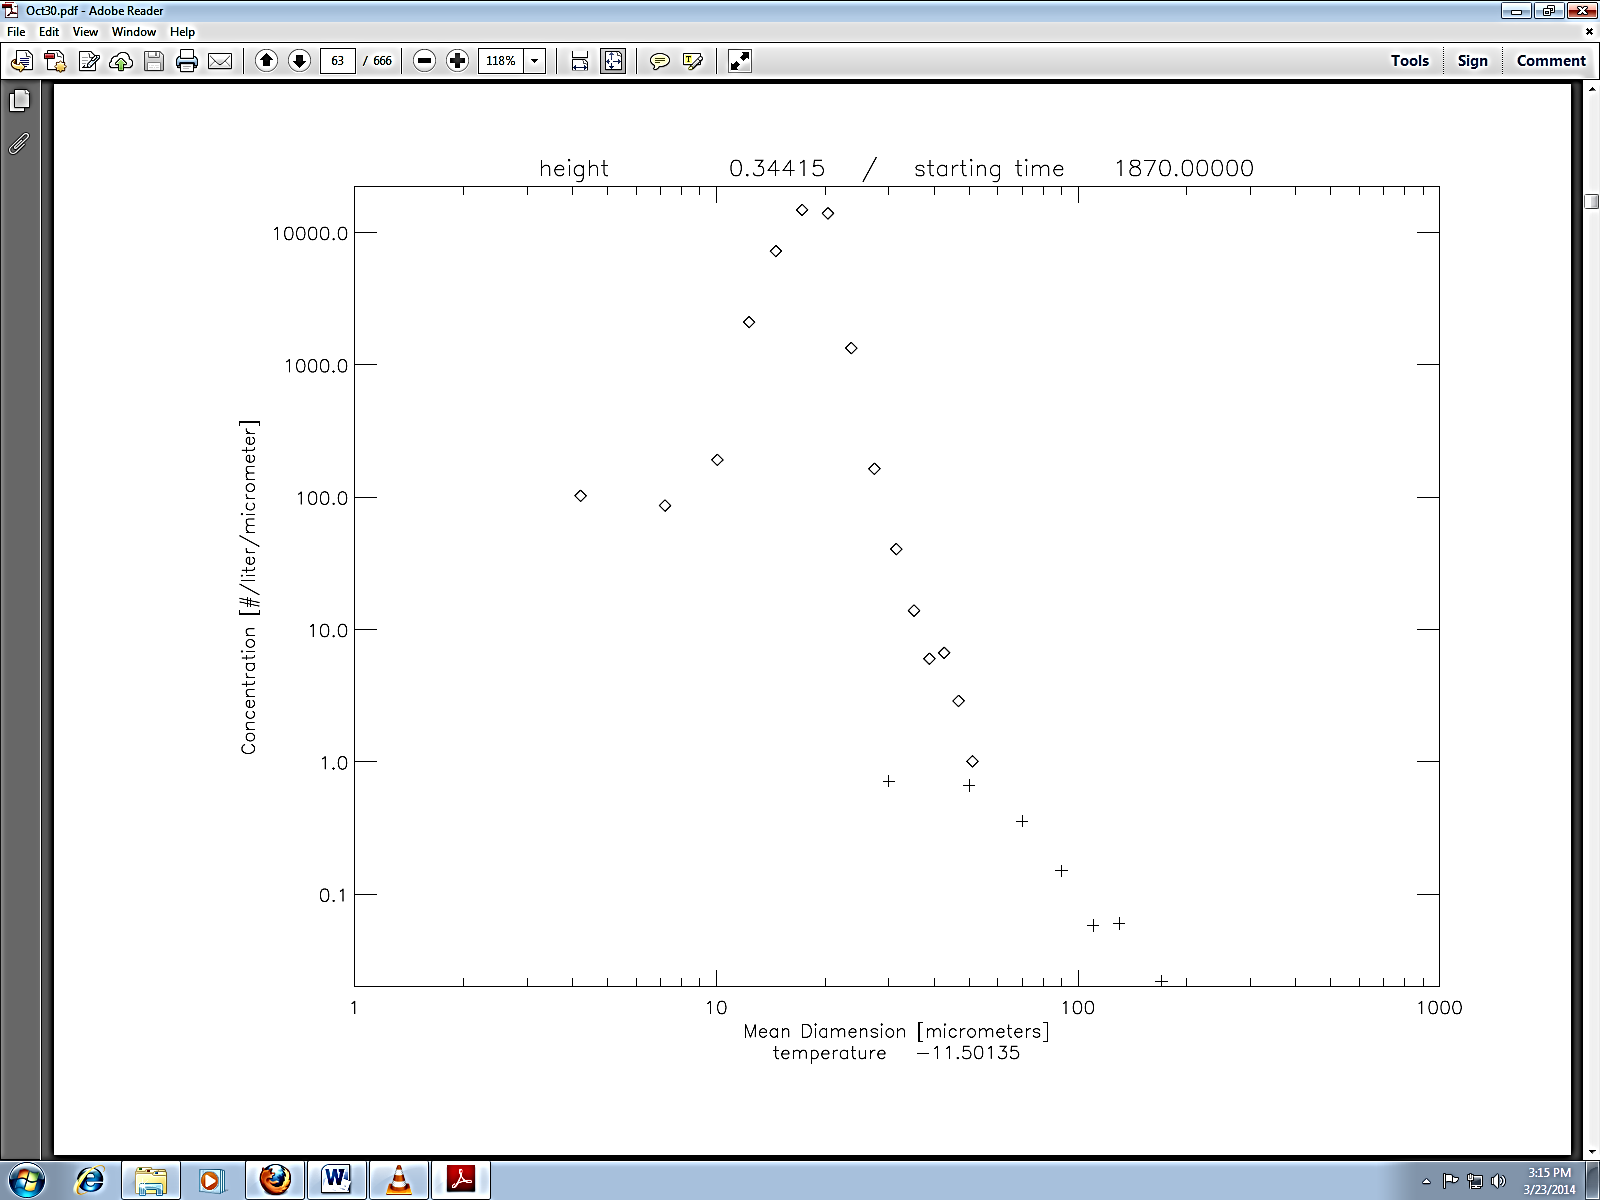 Oct30.pdf - Adobe Reader
File Edit View Window Help
63 / 666 118% Tools Sign Comment
height 0.34415 / starting time 1870.00000
10000.0
1000.0
100.0
10.0
1.0
0.1
Concentration [#/liter/micrometer]
1 10 100 1000
Mean Diamension [micrometers]
temperature -11.50135
3:15 PM
3/23/2014